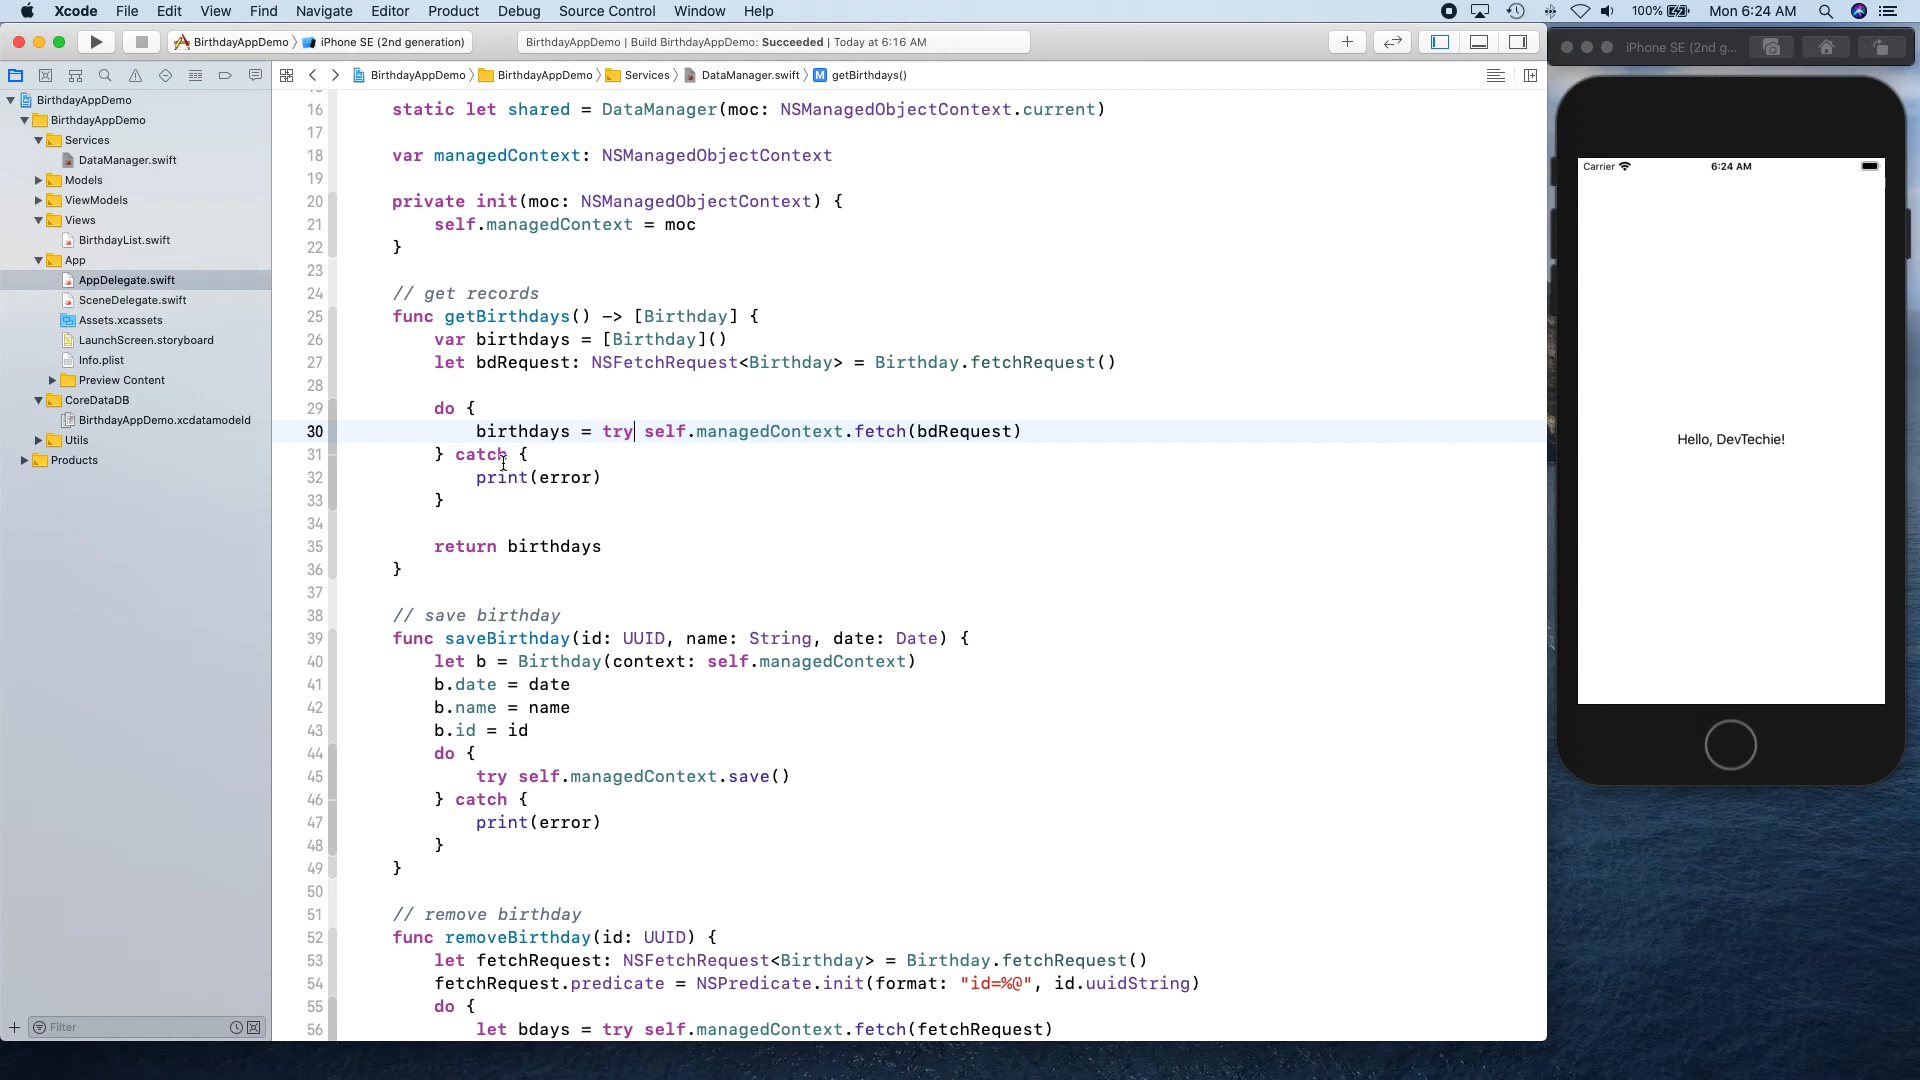 Xcode File Edit View Find Navigate Editor Product Debug Source Control Window Help 100% Mon 6:24 AM
BirthdayAppDemo iPhone SE (2nd generation) BirthdayAppDemo | Build BirthdayAppDemo: Succeeded | Today at 6:16 AM
iPhone SE (2nd g...
BirthdayAppDemo BirthdayAppDemo Services DataManager.swift M getBirthdays()
BirthdayAppDemo
BirthdayAppDemo
Services
DataManager.swift
Models
ViewModels
Views
BirthdayList.swift
App
AppDelegate.swift
SceneDelegate.swift
Assets.xcassets
LaunchScreen.storyboard
Info.plist
Preview Content
CoreDataDB
BirthdayAppDemo.xcdatamodeld
Utils
Products
Filter
16 static let shared = DataManager(moc: NSManagedObjectContext.current)
17
18 var managedContext: NSManagedObjectContext
19
20 private init(moc: NSManagedObjectContext) {
21 self.managedContext = moc
22 }
23
24 // get records
25 func getBirthdays() -> [Birthday] {
26 var birthdays = [Birthday]()
27 let bdRequest: NSFetchRequest<Birthday> = Birthday.fetchRequest()
28
29 do {
30 birthdays = try self.managedContext.fetch(bdRequest)
31 } catch {
32 print(error)
33 }
34
35 return birthdays
36 }
37
38 // save birthday
39 func saveBirthday(id: UUID, name: String, date: Date) {
40 let b = Birthday(context: self.managedContext)
41 b.date = date
42 b.name = name
43 b.id = id
44 do {
45 try self.managedContext.save()
46 } catch {
47 print(error)
48 }
49 }
50
51 // remove birthday
52 func removeBirthday(id: UUID) {
53 let fetchRequest: NSFetchRequest<Birthday> = Birthday.fetchRequest()
54 fetchRequest.predicate = NSPredicate.init(format: "id=%@", id.uuidString)
55 do {
56 let bdays = try self.managedContext.fetch(fetchRequest)
Carrier 6:24 AM
Hello, DevTechie!